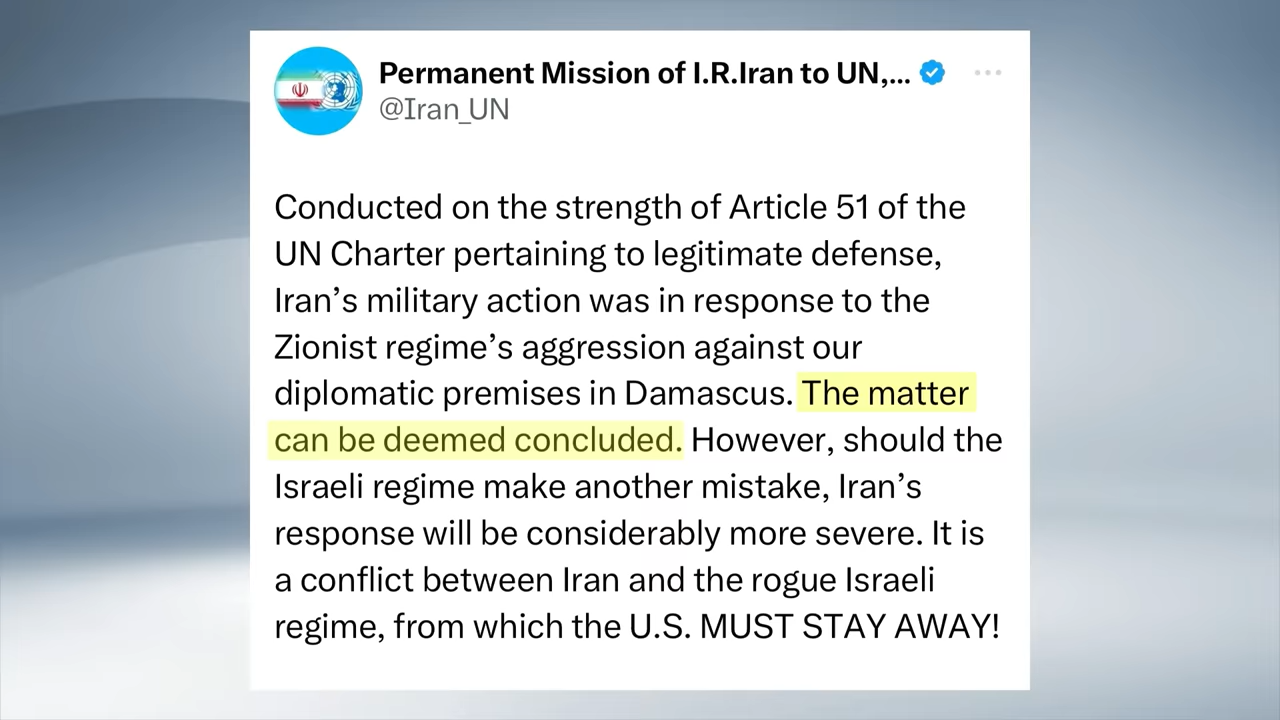 Permanent Mission of I.R.Iran to UN,...
@Iran_UN
Conducted on the strength of Article 51 of the
UN Charter pertaining to legitimate defense,
Iran’s military action was in response to the
Zionist regime’s aggression against our
diplomatic premises in Damascus. The matter
can be deemed concluded. However, should the
Israeli regime make another mistake, Iran’s
response will be considerably more severe. It is
a conflict between Iran and the rogue Israeli
regime, from which the U.S. MUST STAY AWAY!